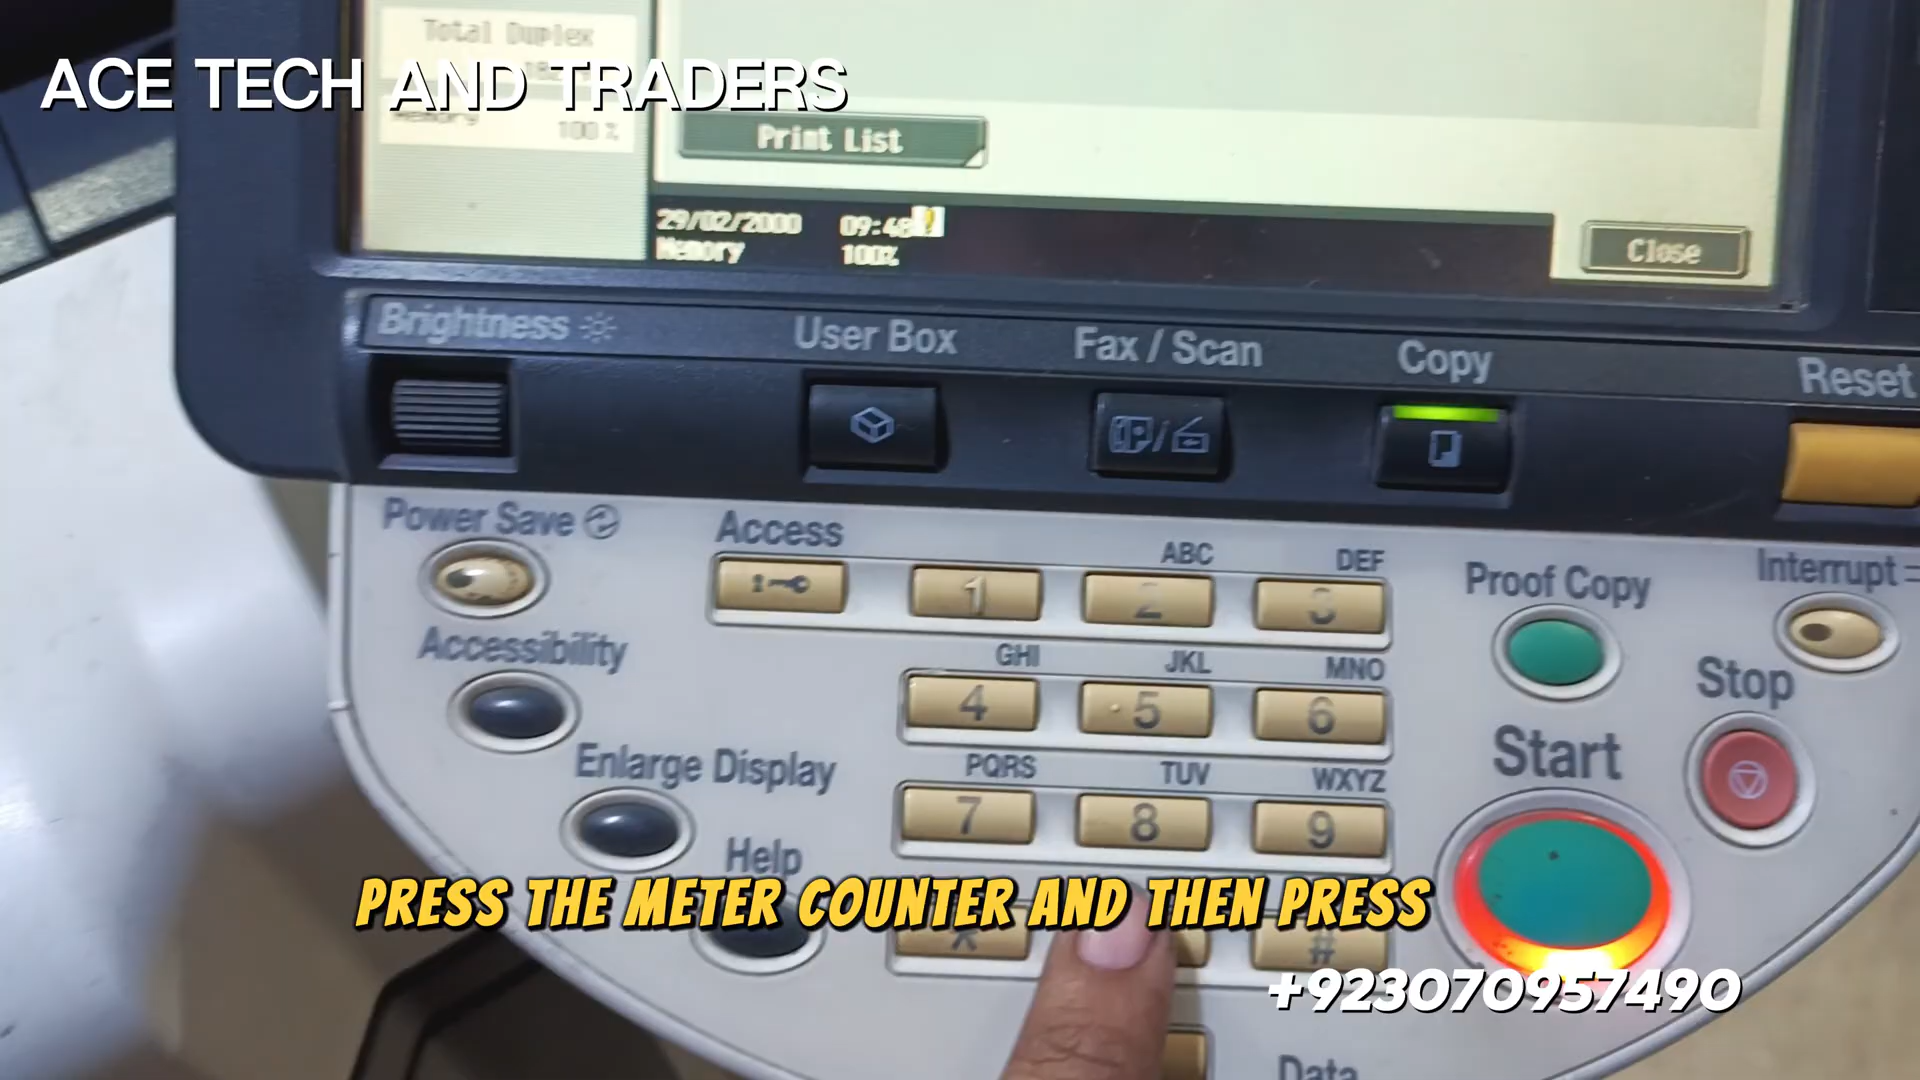 Total Duplex
ACE TECH AND TRADERS
Memory 100%
Print List
29/02/2000 09:48
Memory 100%
Close
Brightness
User Box
Fax / Scan
Copy
Reset
Power Save
Access
ABC
DEF
1
2
3
Proof Copy
Interrupt
Accessibility
GHI
JKL
MNO
4
5
6
Stop
Enlarge Display
PQRS
TUV
WXYZ
7
8
9
Start
Help
PRESS THE METER COUNTER AND THEN PRESS
*
#
+923070957490
Data